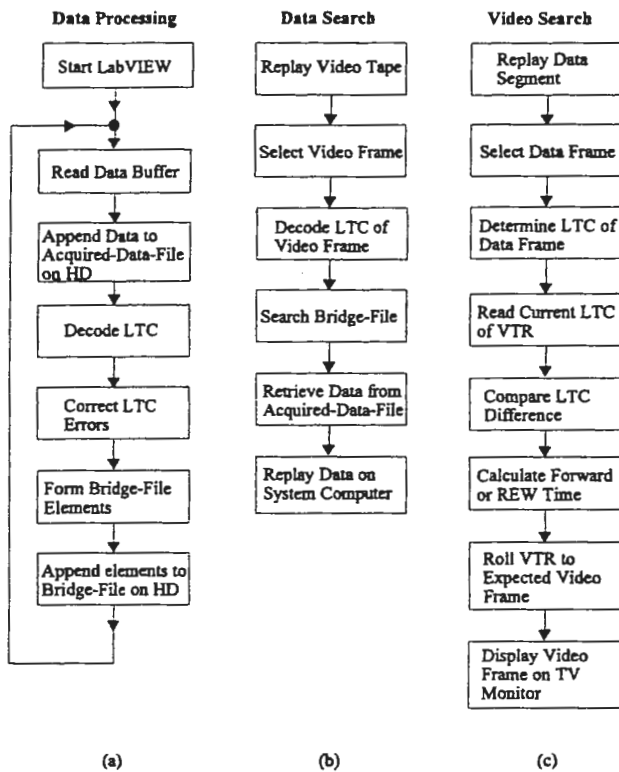 Data Processing
Start LabVIEW
Read Data Buffer
Append Data to
Acquired-Data-File
on HD
Decode LTC
Correct LTC
Errors
Form Bridge-File
Elements
Append elements to
Bridge-File on HD
(a)
Data Search
Replay Video Tape
Select Video Frame
Decode LTC of
Video Frame
Search Bridge-File
Retrieve Data from
Acquired-Data-File
Replay Data on
System Computer
(b)
Video Search
Replay Data
Segment
Select Data Frame
Determine LTC of
Data Frame
Read Current LTC
of VTR
Compare LTC
Difference
Calculate Forward
or REW Time
Roll VTR to
Expected Video
Frame
Display Video
Frame on TV
Monitor
(c)